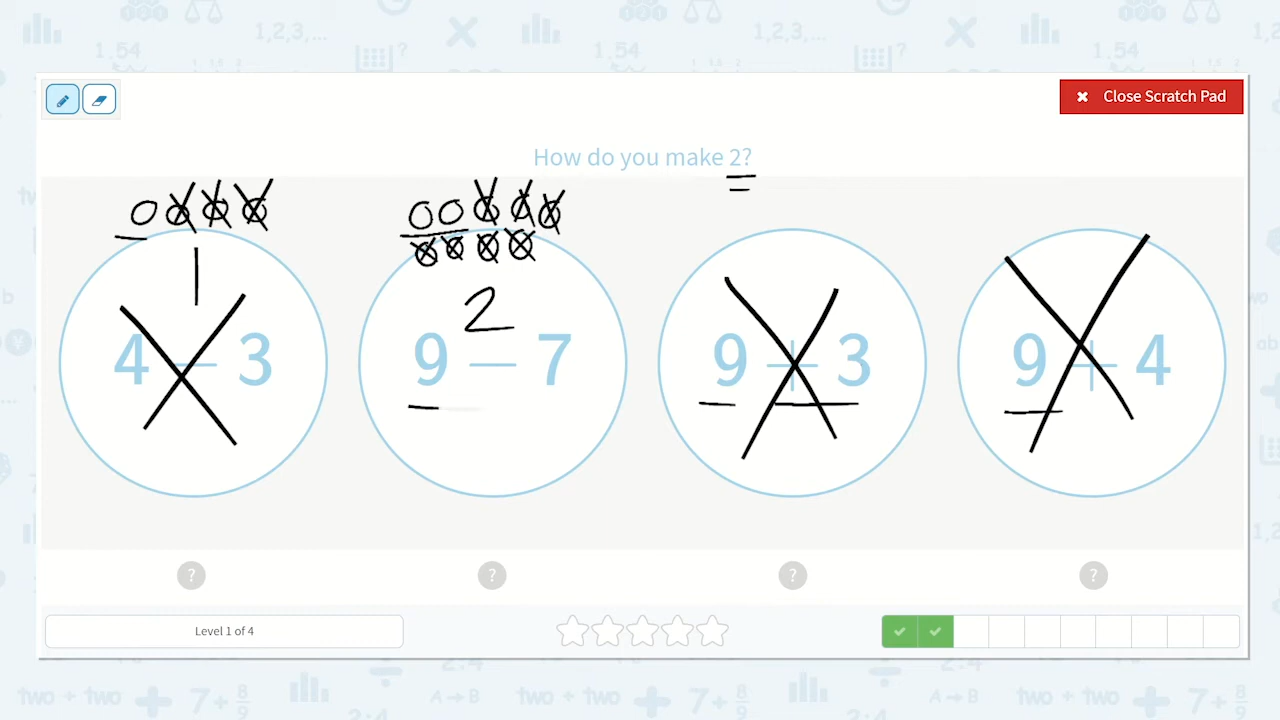 Close Scratch Pad
How do you make 2?
1
2
4 – 3
9 – 7
9 + 3
9 + 4
? ? ? ?
Level 1 of 4